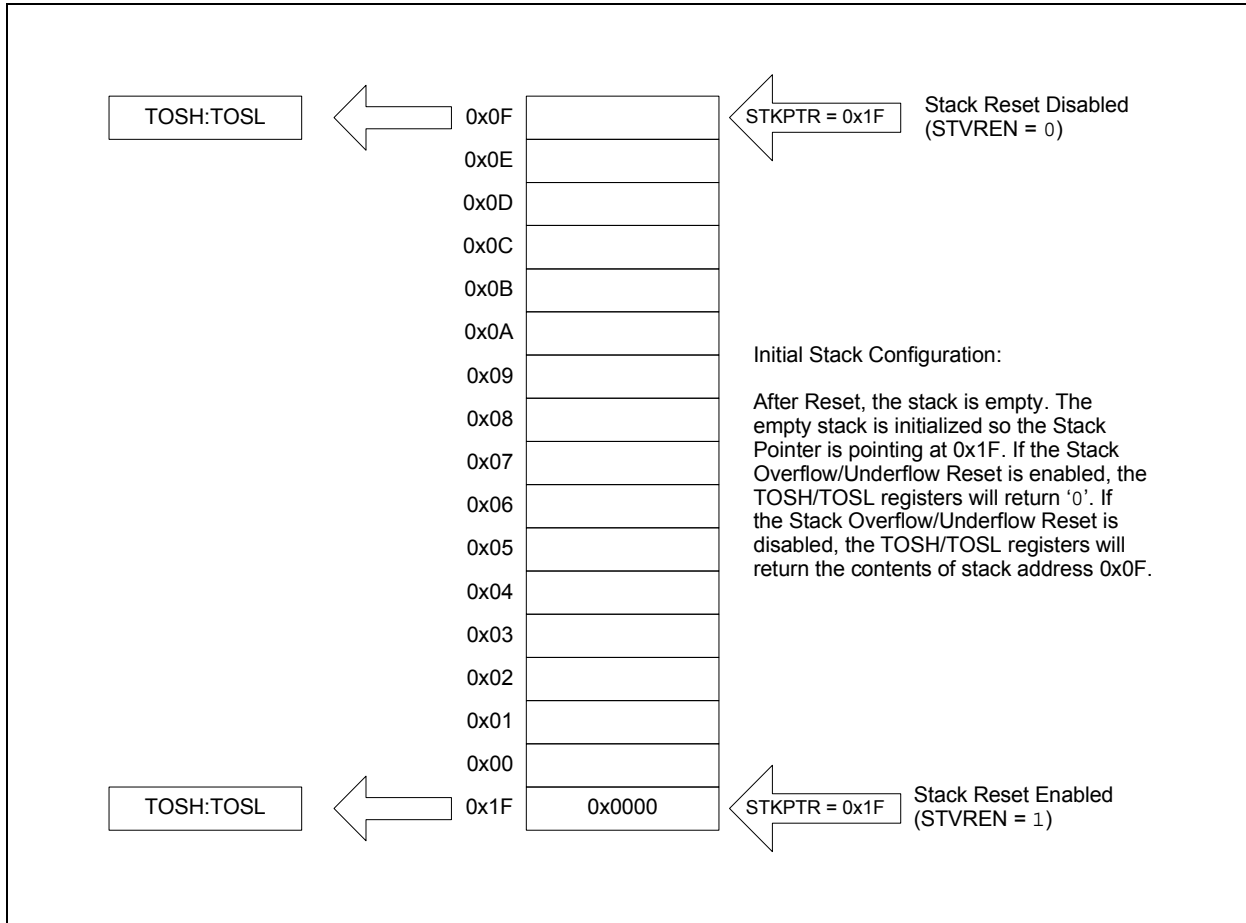 TOSH:TOSL
0x0F
STKPTR = 0x1F
Stack Reset Disabled
(STVREN = 0)
0x0E
0x0D
0x0C
0x0B
0x0A
0x09
0x08
0x07
0x06
0x05
0x04
0x03
0x02
0x01
0x00
Initial Stack Configuration:
After Reset, the stack is empty. The
empty stack is initialized so the Stack
Pointer is pointing at 0x1F. If the Stack
Overflow/Underflow Reset is enabled, the
TOSH/TOSL registers will return ‘0’. If
the Stack Overflow/Underflow Reset is
disabled, the TOSH/TOSL registers will
return the contents of stack address 0x0F.
TOSH:TOSL
0x1F
0x0000
STKPTR = 0x1F
Stack Reset Enabled
(STVREN = 1)